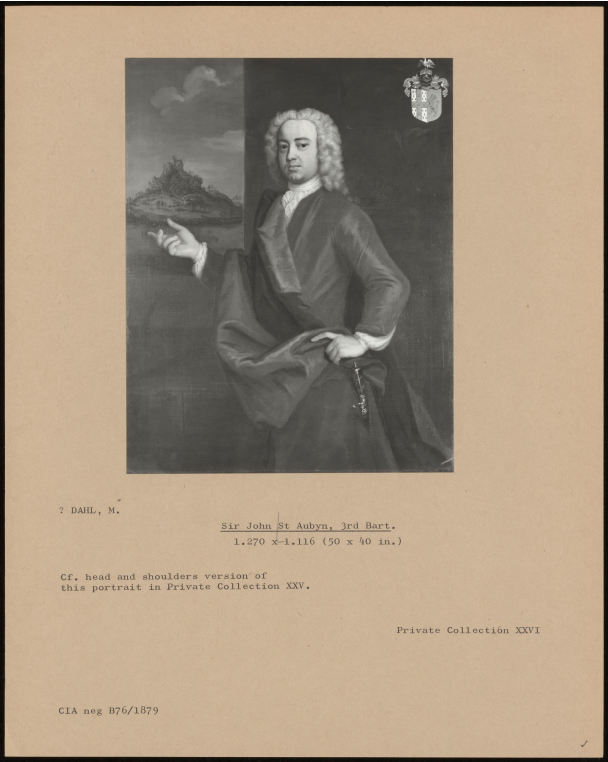 ? DAHL, M.
Sir John St Aubyn, 3rd Bart.
1.270 x 1.116 (50 x 40 in.)
Cf. head and shoulders version of
this portrait in Private Collection XXV.
Private Collection XXVI
CIA neg B76/1879